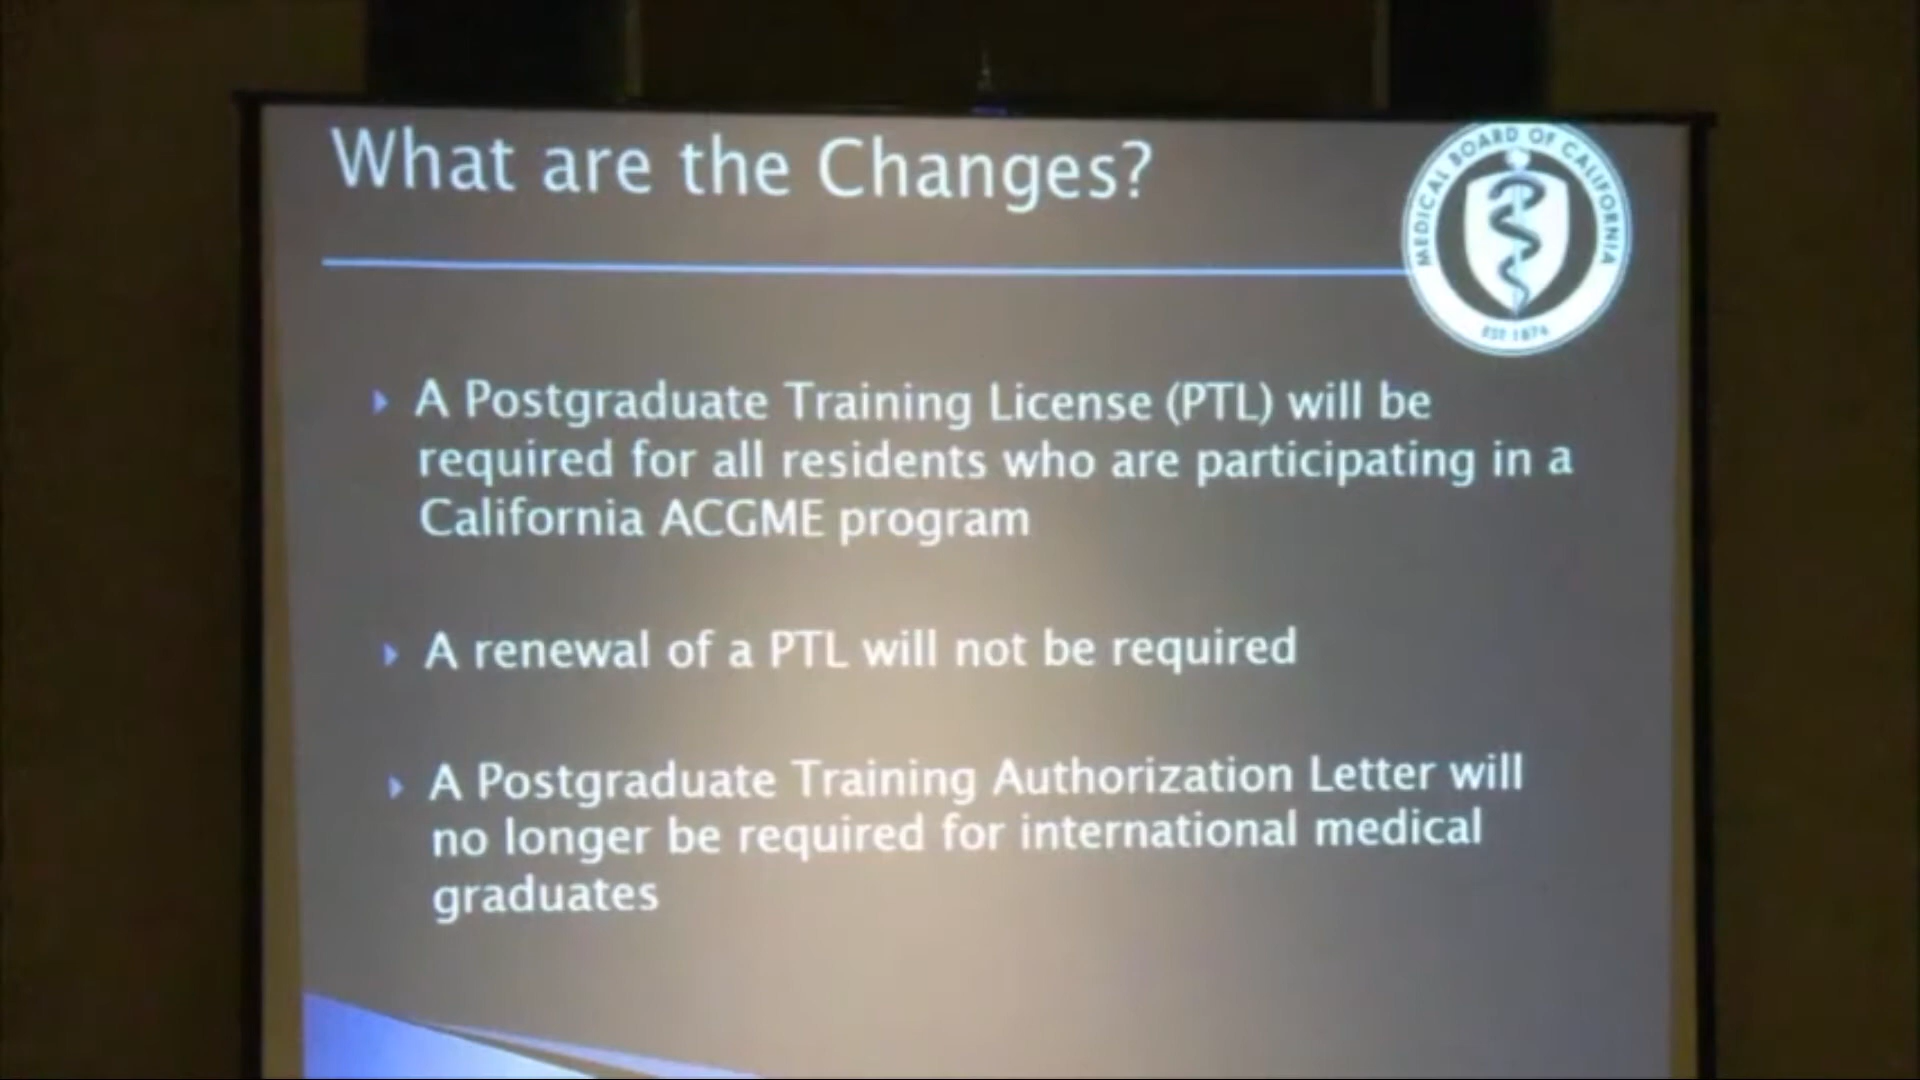 What are the Changes?
MEDICAL BOARD OF CALIFORNIA
EST. 1874
A Postgraduate Training License (PTL) will be
required for all residents who are participating in a
California ACGME program
A renewal of a PTL will not be required
A Postgraduate Training Authorization Letter will
no longer be required for international medical
graduates